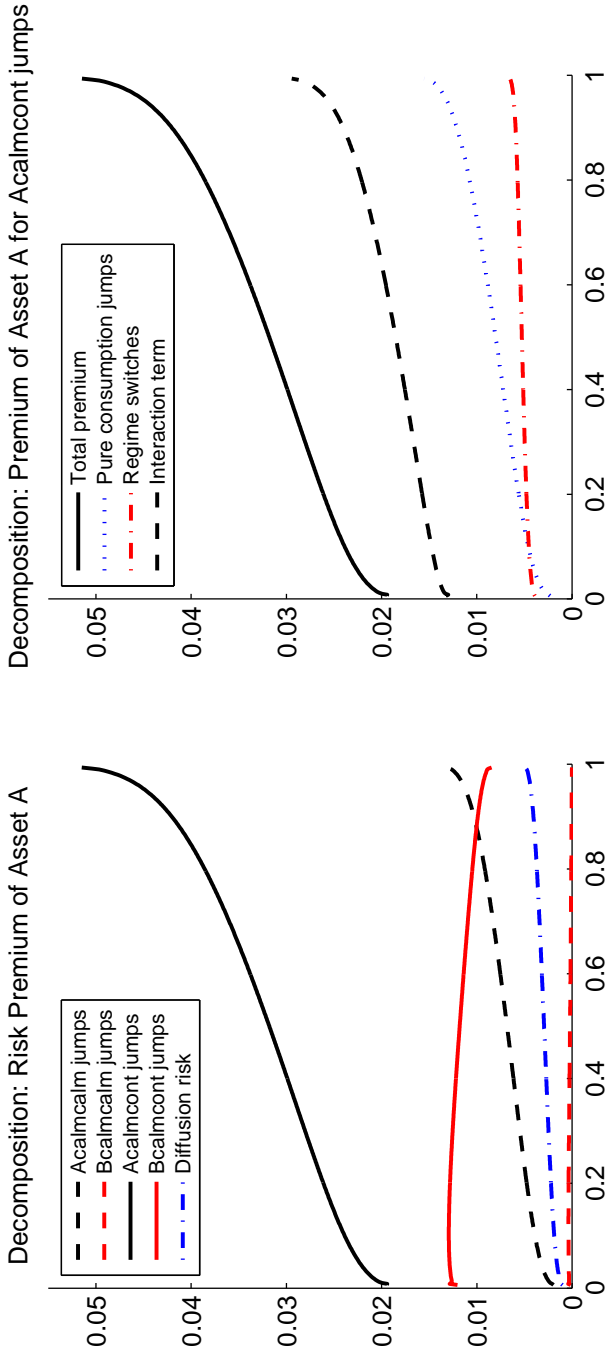 Decomposition: Risk Premium of Asset A
Acalmcalm jumps
Bcalmcalm jumps
Acalmcont jumps
Bcalmcont jumps
Diffusion risk
0.05
0.04
0.03
0.02
0.01
0
0
0.2
0.4
0.6
0.8
1
Decomposition: Premium of Asset A for Acalmcont jumps
Total premium
Pure consumption jumps
Regime switches
Interaction term
0.05
0.04
0.03
0.02
0.01
0
0
0.2
0.4
0.6
0.8
1